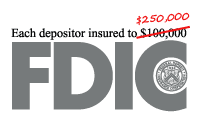 $250,000
Each depositor insured to $100,000
FDIC